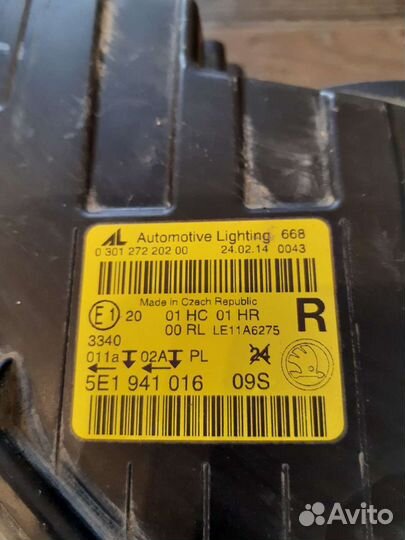 AL Automotive Lighting 668
0 301 272 202 00 24.02.14 0043
Made in Czech Republic
E1 20 01 HC 01 HR R
00 RL LE11A6275
3340
011a 02A PL 24
5E1 941 016 09S
Avito